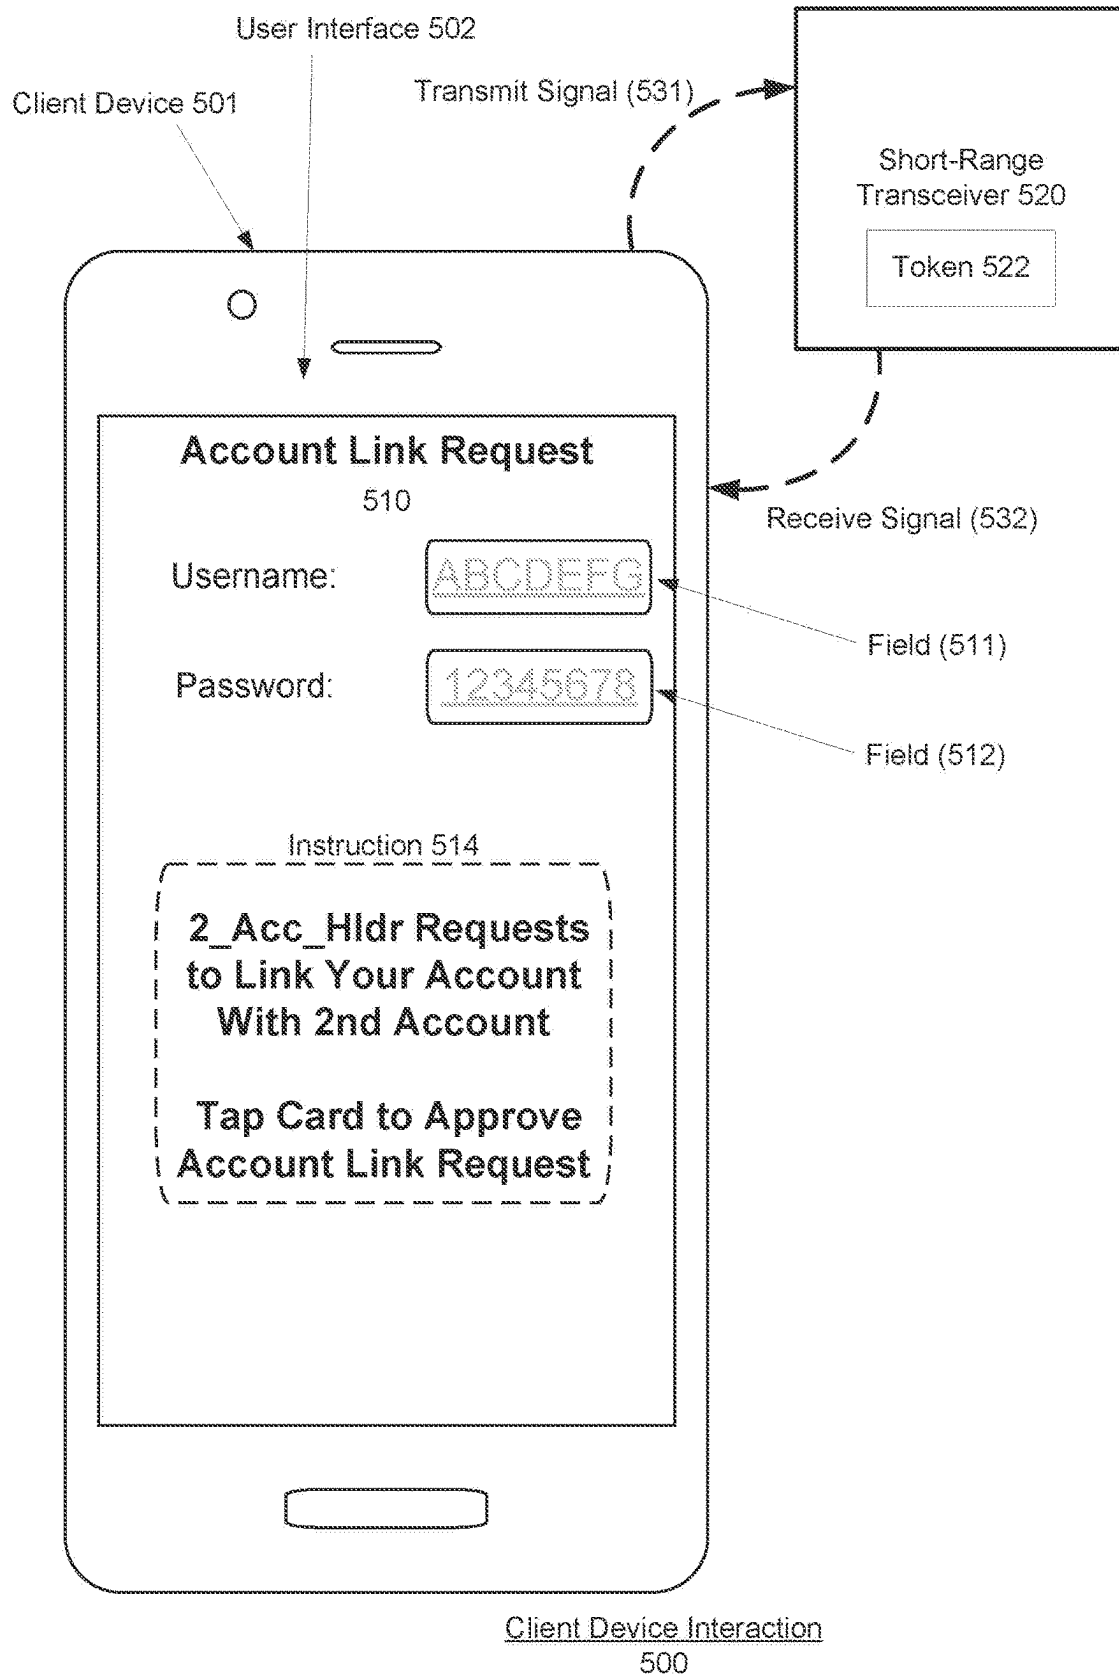 User Interface 502
Client Device 501
Transmit Signal (531)
Short-Range
Transceiver 520
Token 522
Account Link Request
510
Receive Signal (532)
Username:
ABCDEFG
Field (511)
Password:
12345678
Field (512)
Instruction 514
2_Acc_Hldr Requests
to Link Your Account
With 2nd Account
Tap Card to Approve
Account Link Request
Client Device Interaction
500